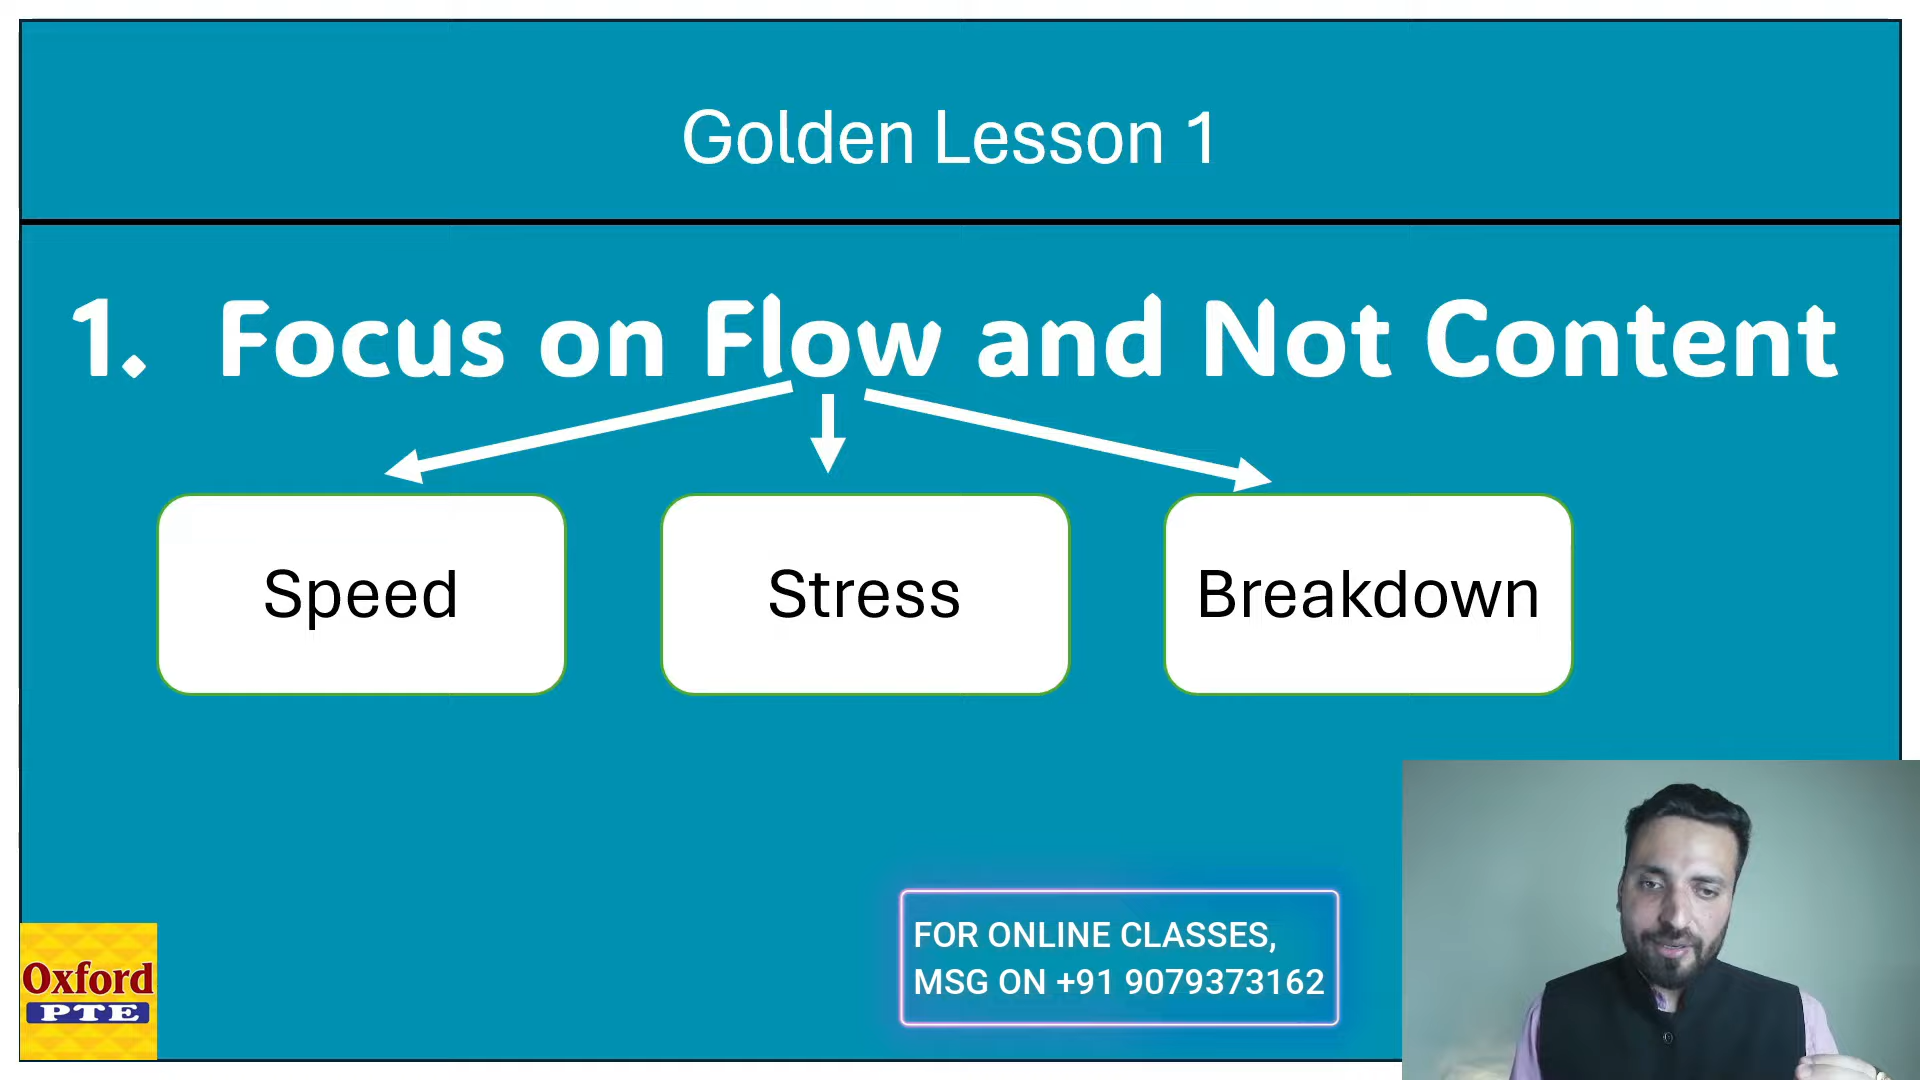 Golden Lesson 1
1. Focus on Flow and Not Content
Speed
Stress
Breakdown
FOR ONLINE CLASSES,
MSG ON +91 9079373162
Oxford
PTE